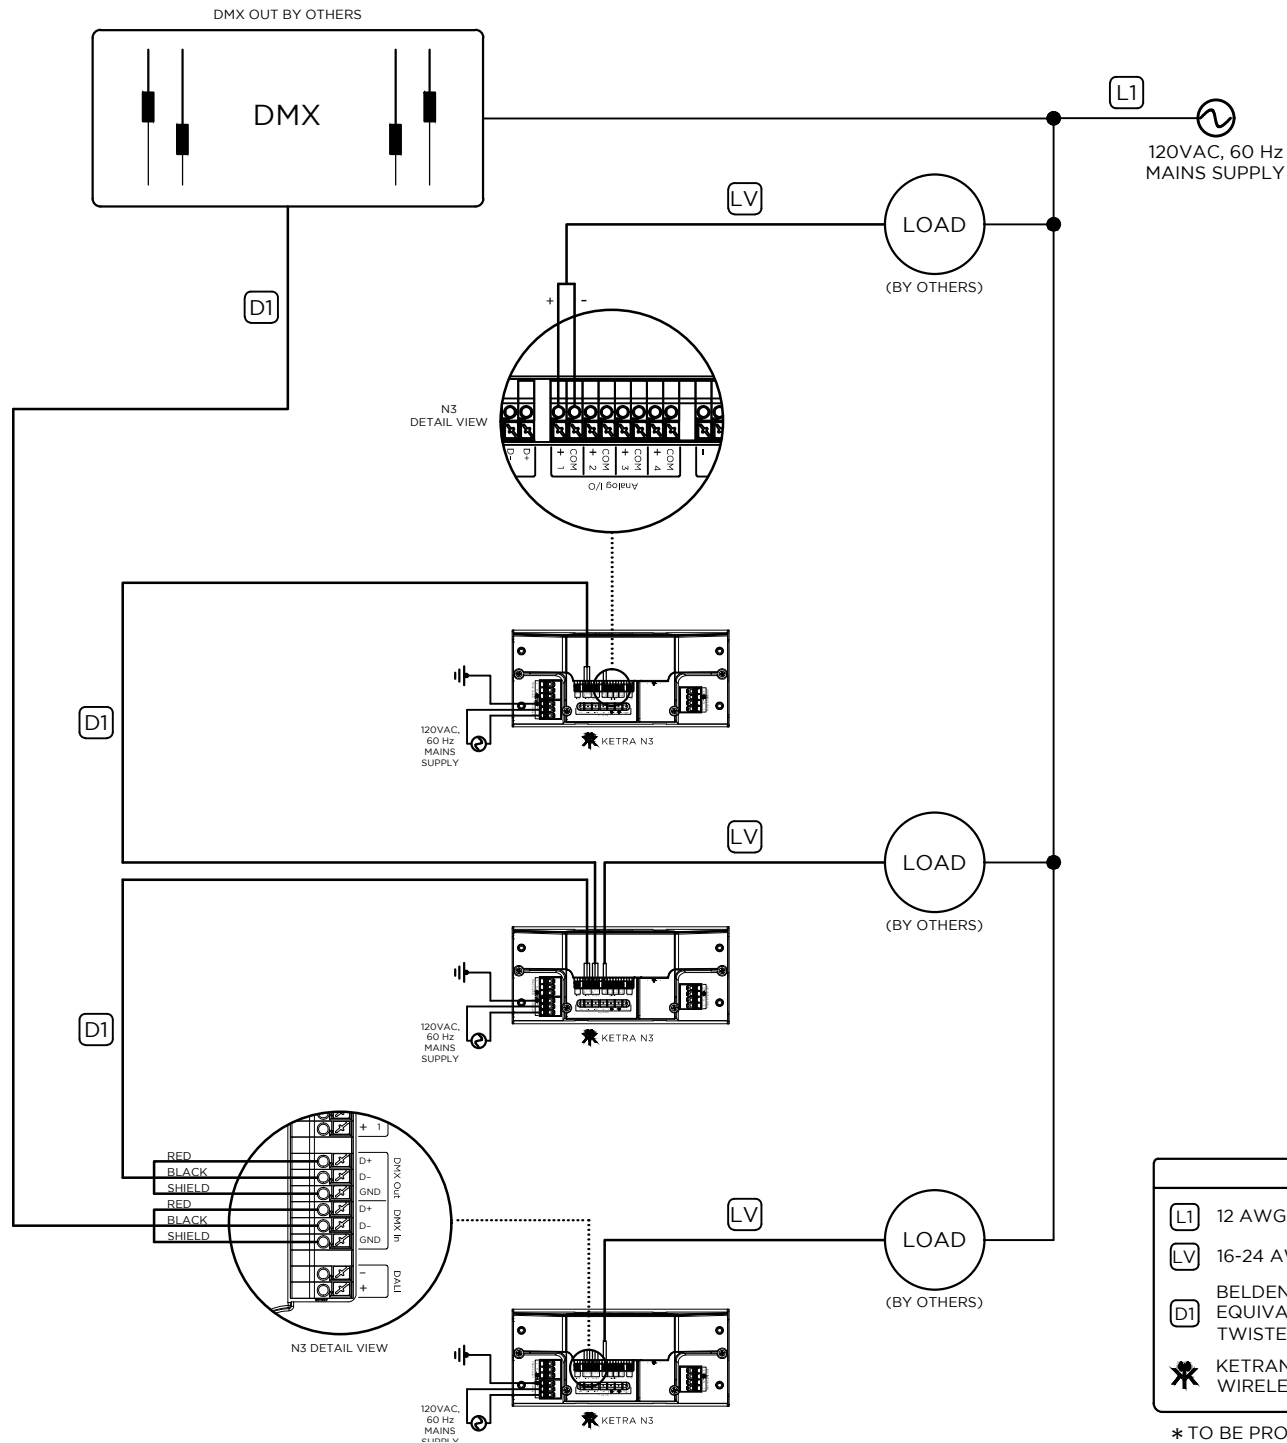 DMX OUT BY OTHERS
DMX
L1
120VAC, 60 Hz
MAINS SUPPLY
LV
LOAD
(BY OTHERS)
D1
+ -
N3
DETAIL VIEW
D- D+ + 1 COM + 2 COM + 3 COM + 4 COM -
Analog I/O
D1
120VAC,
60 Hz
MAINS
SUPPLY
KETRA N3
LV
LOAD
(BY OTHERS)
D1
120VAC,
60 Hz
MAINS
SUPPLY
KETRA N3
+ 1
RED D+
BLACK D-
SHIELD GND
DMX Out
RED D+
BLACK D-
SHIELD GND
DMX In
-
+
DALI
N3 DETAIL VIEW
LV
LOAD
(BY OTHERS)
120VAC,
60 Hz
MAINS
SUPPLY
KETRA N3
L1 12 AWG
LV 16-24 AW
D1 BELDEN
EQUIVA
TWISTE
KETRAN
WIRELE
* TO BE PRO